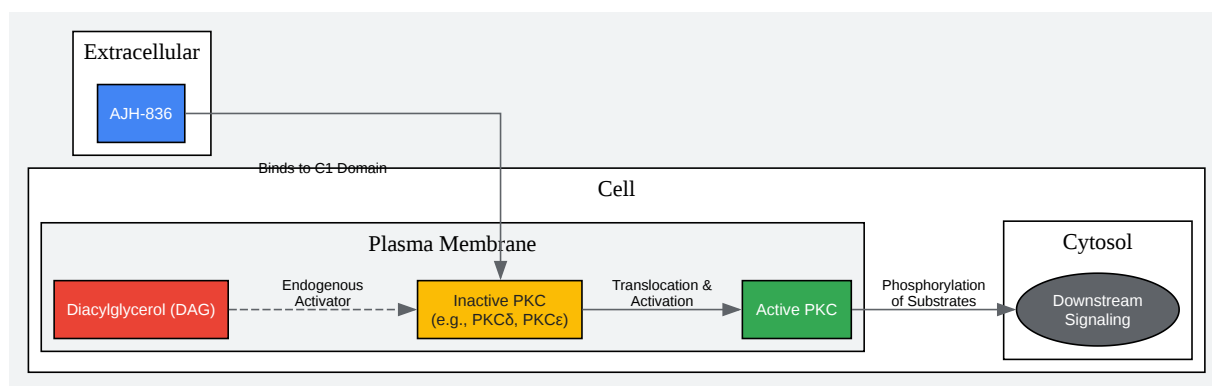 Extracellular
AJH-836
Binds to C1 Domain
Cell
Plasma Membrane
Cytosol
Diacylglycerol (DAG)
Endogenous
Activator
Inactive PKC
(e.g., PKCδ, PKCε)
Translocation &
Activation
Active PKC
Phosphorylation
of Substrates
Downstream
Signaling